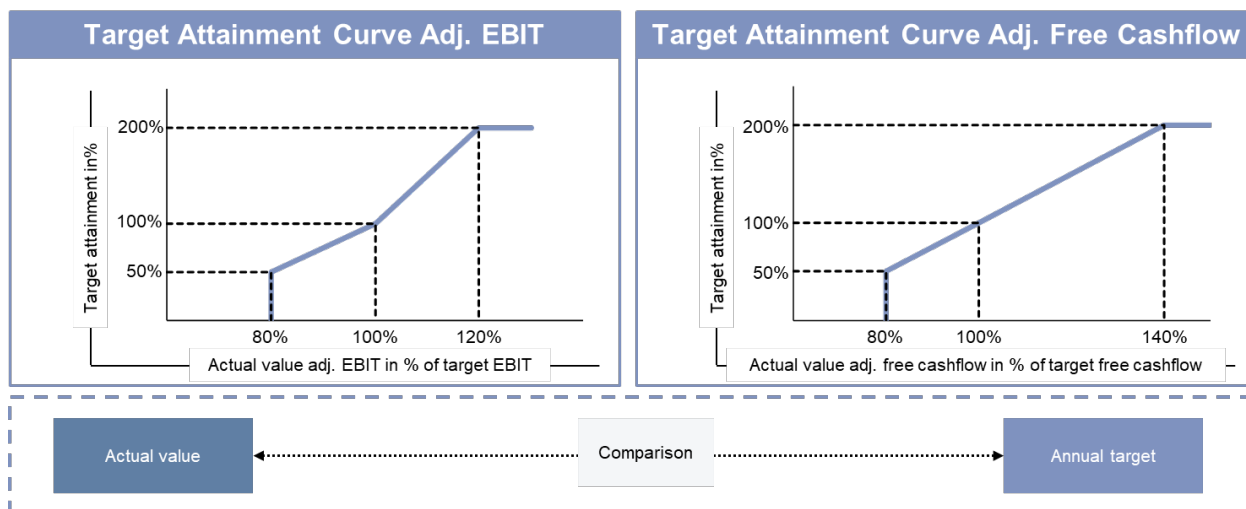 Target Attainment Curve Adj. EBIT
Target attainment in%
200%
100%
50%
80%
100%
120%
Actual value adj. EBIT in % of target EBIT
Target Attainment Curve Adj. Free Cashflow
Target attainment in%
200%
100%
50%
80%
100%
140%
Actual value adj. free cashflow in % of target free cashflow
Actual value
Comparison
Annual target